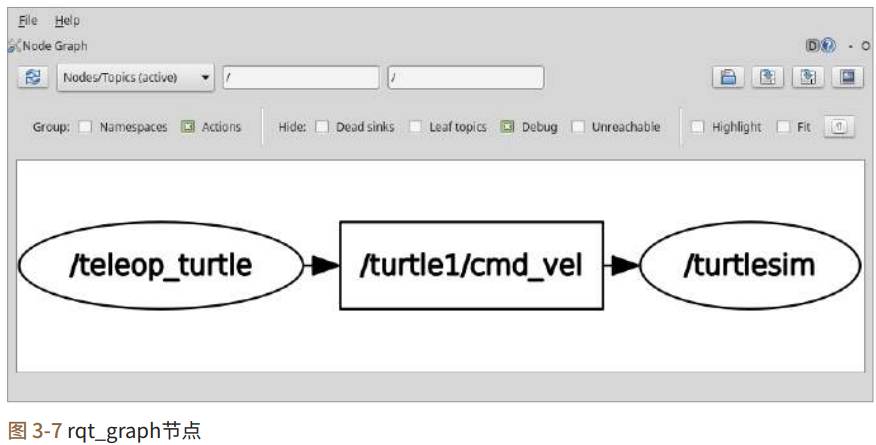 File Help
Node Graph D - O
Nodes/Topics (active) / /
Group: Namespaces Actions Hide: Dead sinks Leaf topics Debug Unreachable Highlight Fit
/teleop_turtle /turtle1/cmd_vel /turtlesim
图 3-7 rqt_graph节点